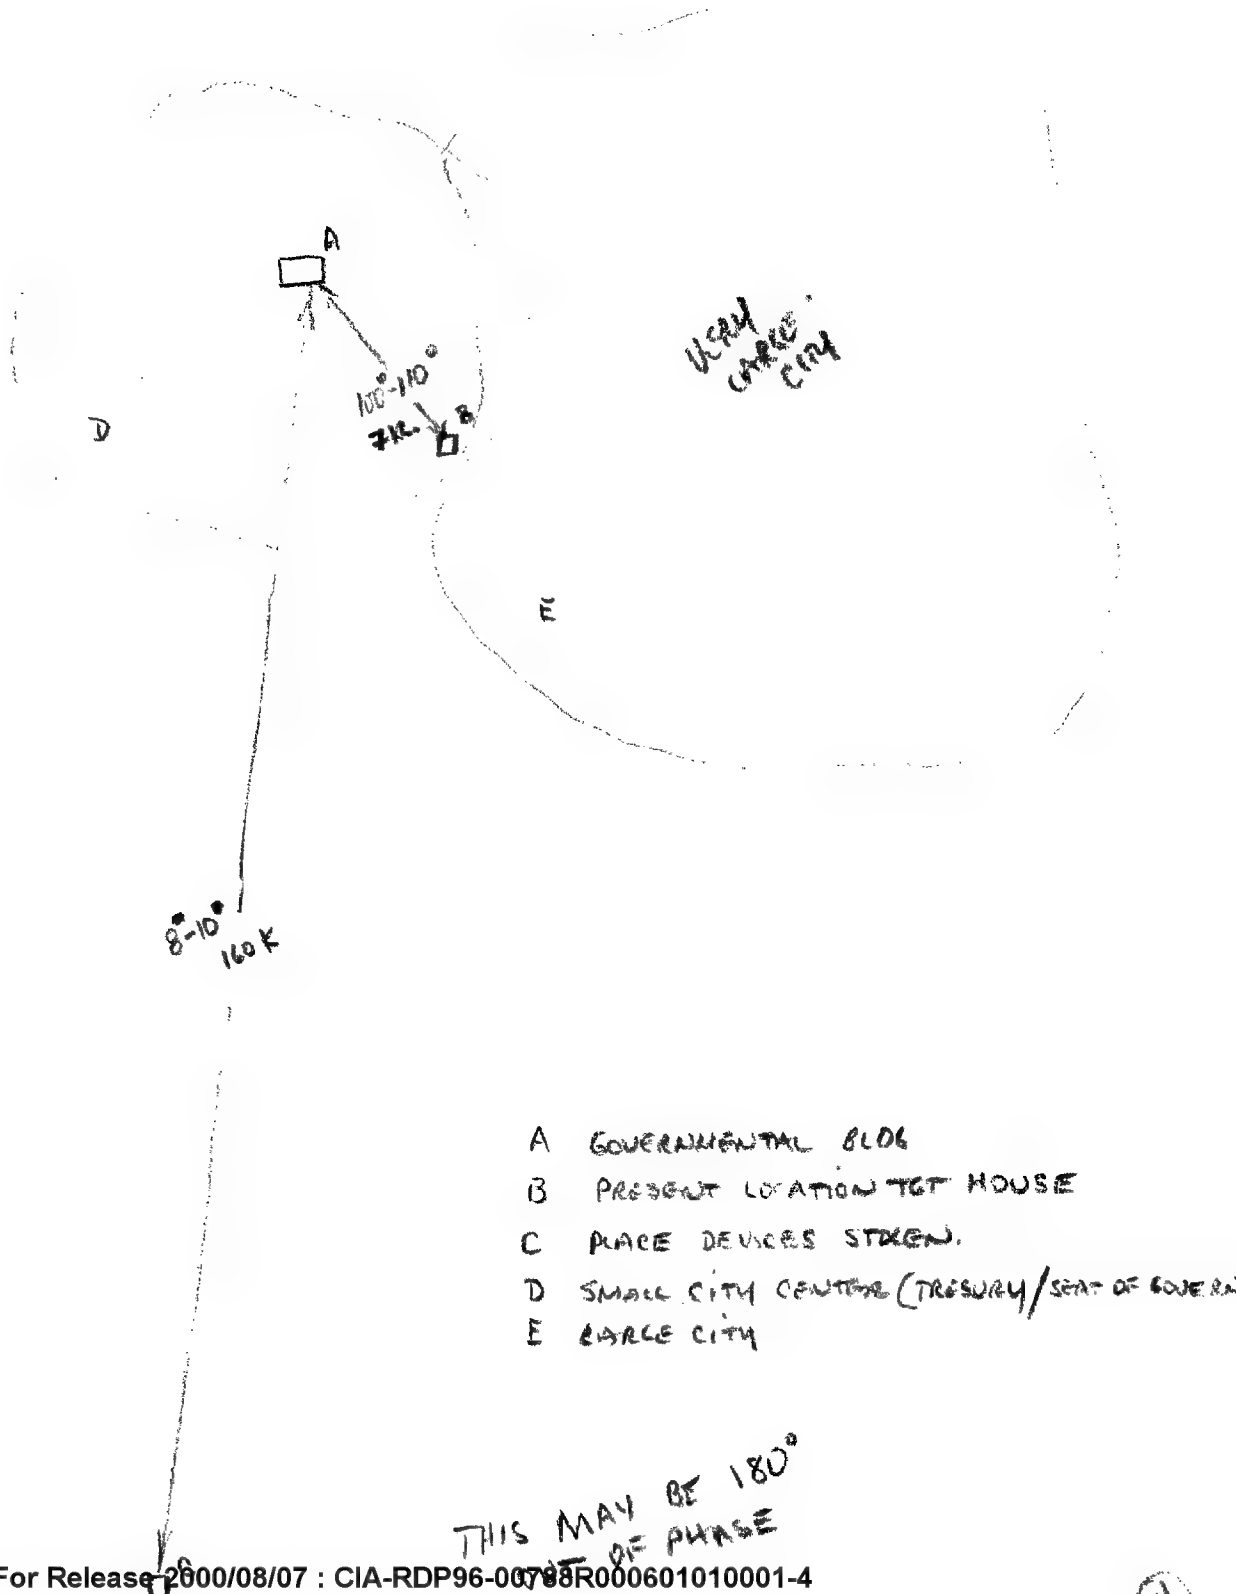 A
VERY
LARGE
CITY
100°-110°
7K.
B
D
E
8°-10°
160 K
A GOVERNMENTAL BLDG
B PRESENT LOCATION TGT HOUSE
C PLACE DEVICES STOLEN.
D SMALL CITY CENTER (TRESURY/SEAT OF GOVERN
E LARGE CITY
THIS MAY BE 180°
OUT OF PHASE
For Release 2000/08/07 : CIA-RDP96-00788R000601010001-4